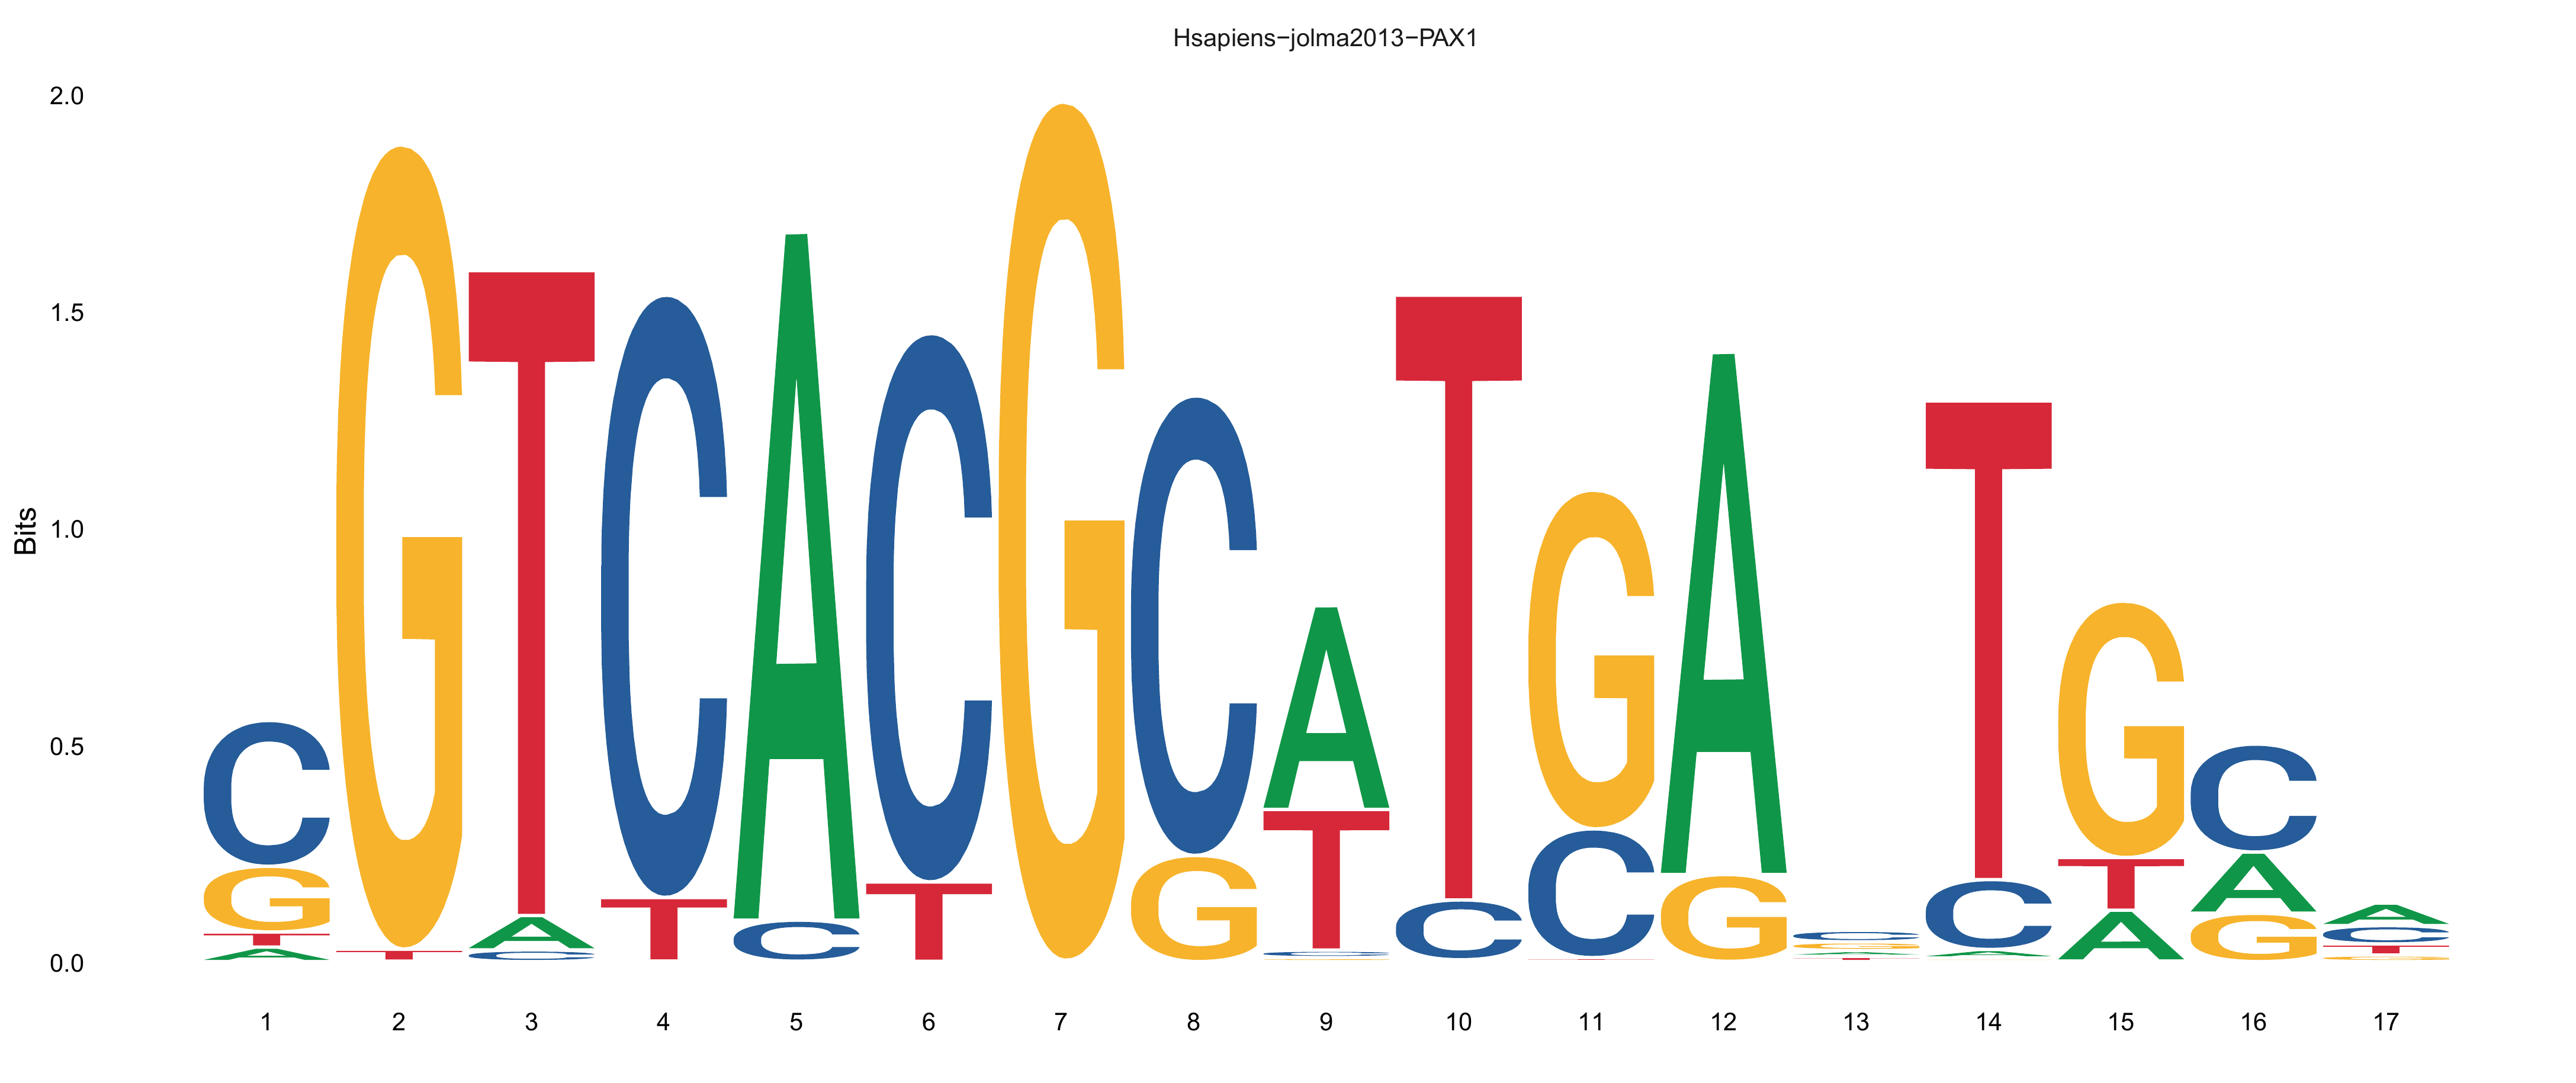 Hsapiens−jolma2013−PAX1
2.0
1.5
1.0
0.5
0.0
Bits
C G T A
G T
T A C
C T
A C
C T
G
C G
A T C
T C
G C
A G
C G A T
T C A
G T A
C A G
A C T G
1 2 3 4 5 6 7 8 9 10 11 12 13 14 15 16 17